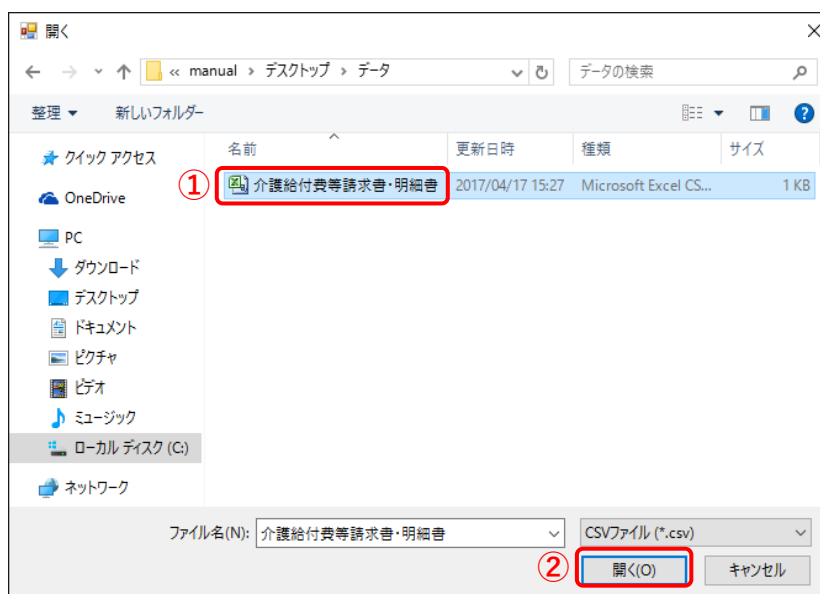 開く
« manual › デスクトップ › データ
データの検索
整理 新しいフォルダー
名前 更新日時 種類 サイズ
① 介護給付費等請求書・明細書 2017/04/17 15:27 Microsoft Excel CS... 1 KB
クイック アクセス
OneDrive
PC
ダウンロード
デスクトップ
ドキュメント
ピクチャ
ビデオ
ミュージック
ローカル ディスク (C:)
ネットワーク
ファイル名(N): 介護給付費等請求書・明細書 CSVファイル (*.csv)
② 開く(O) キャンセル